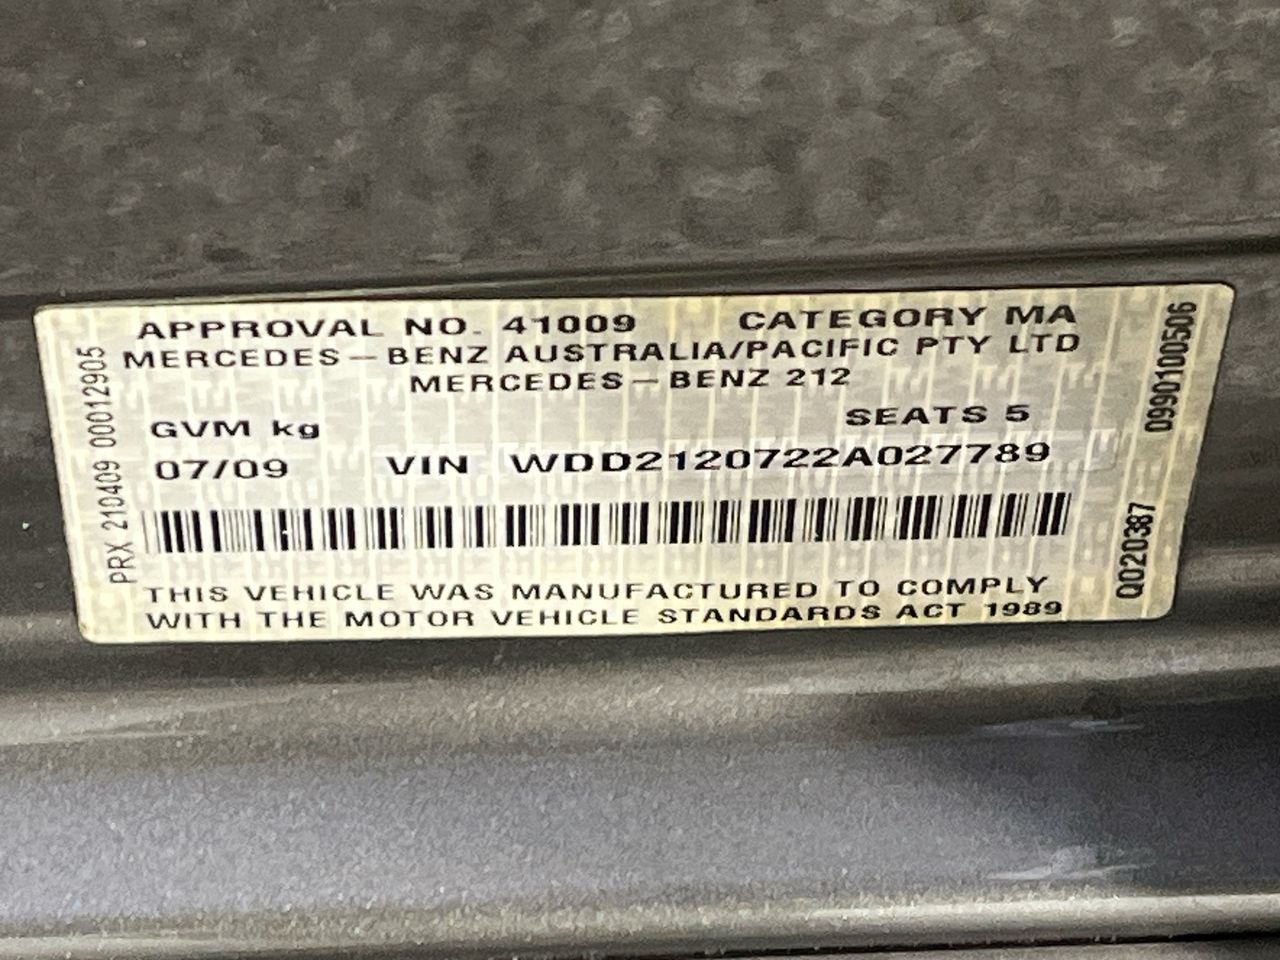 APPROVAL NO. 41009 CATEGORY MA
MERCEDES-BENZ AUSTRALIA/PACIFIC PTY LTD
MERCEDES-BENZ 212
GVM kg SEATS 5
07/09 VIN WDD2120722A027789
THIS VEHICLE WAS MANUFACTURED TO COMPLY
WITH THE MOTOR VEHICLE STANDARDS ACT 1989
PRX 210409 00012905
0990100506
Q020387